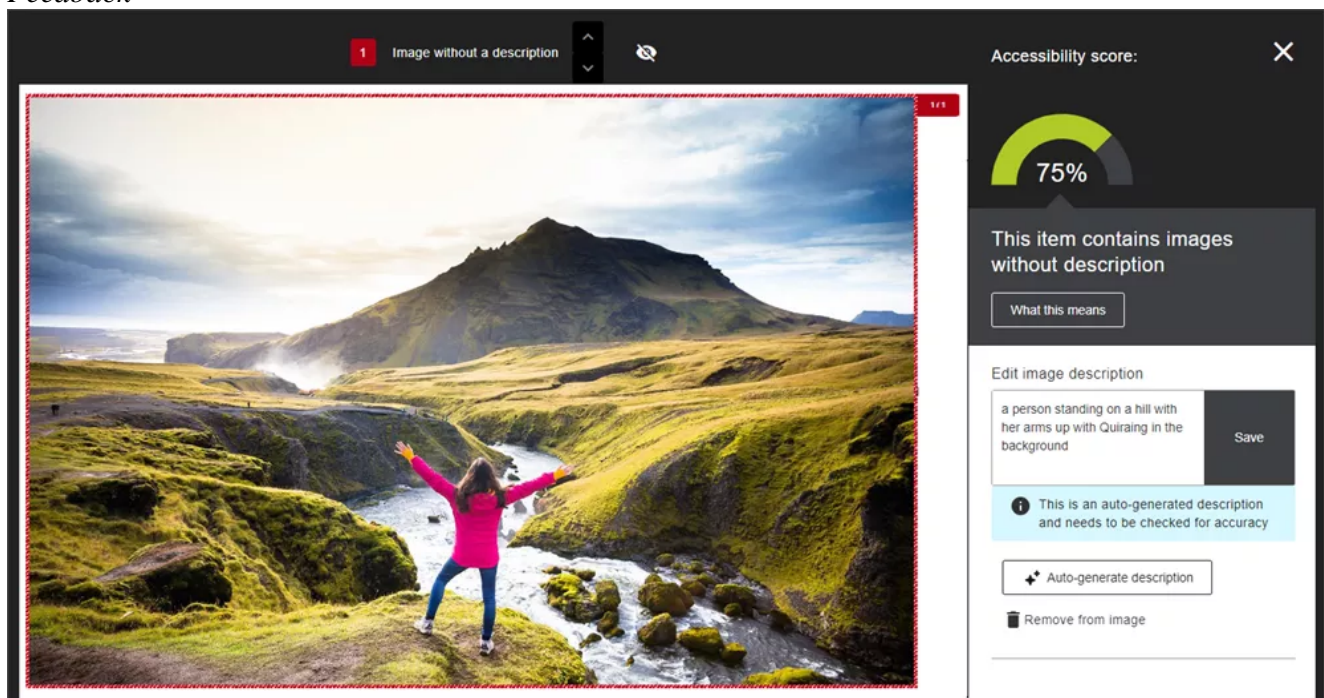 Feedback
1 Image without a description
Accessibility score:
1/1
75%
This item contains images
without description
What this means
Edit image description
a person standing on a hill with
her arms up with Quiraing in the
background
Save
This is an auto-generated description
and needs to be checked for accuracy
Auto-generate description
Remove from image